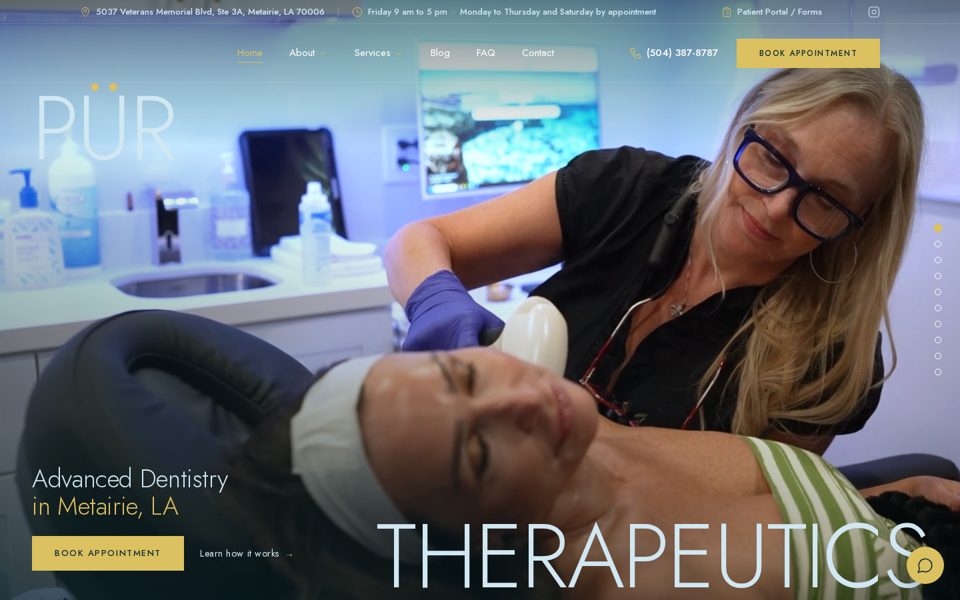 5037 Veterans Memorial Blvd, Ste 3A, Metairie, LA 70006
Friday 9 am to 5 pm · Monday to Thursday and Saturday by appointment
Patient Portal / Forms
Home
About
Services
Blog
FAQ
Contact
(504) 387-8787
BOOK APPOINTMENT
PÜR
Advanced Dentistry
in Metairie, LA
BOOK APPOINTMENT
Learn how it works →
THERAPEUTICS